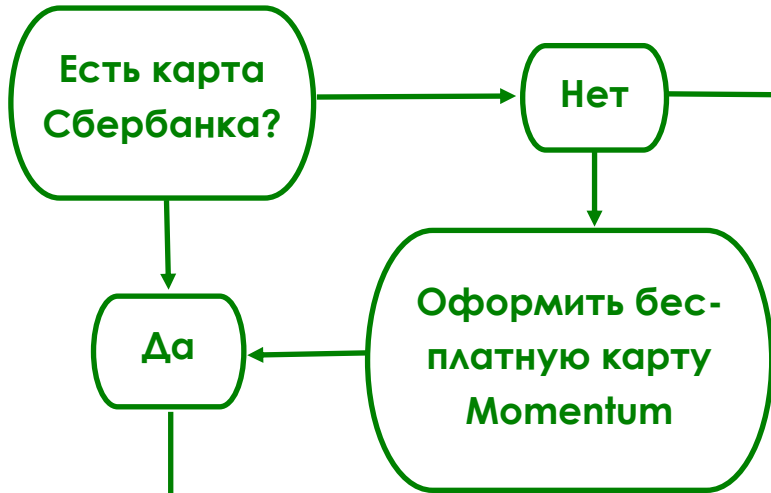 Есть карта
Сбербанка?
Нет
Да
Оформить бес-
платную карту
Momentum